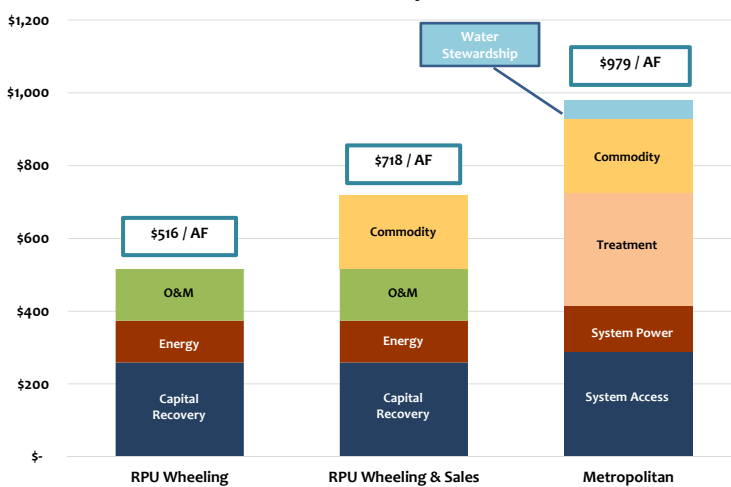 $1,200
Water
Stewardship
$979 / AF
$1,000
Commodity
$800
$718 / AF
Commodity
Treatment
$600
$516 / AF
O&M
O&M
$400
Energy
Energy
System Power
$200
Capital
Recovery
Capital
Recovery
System Access
$-
RPU Wheeling
RPU Wheeling & Sales
Metropolitan